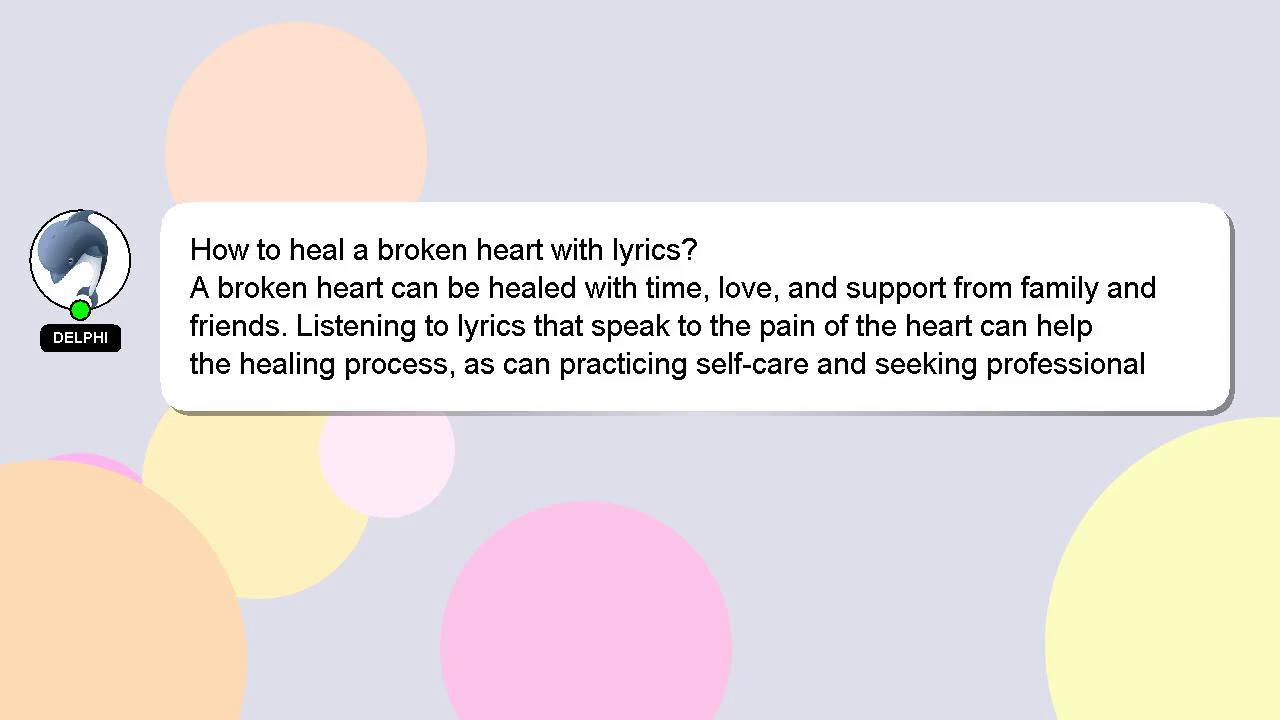 How to heal a broken heart with lyrics?
A broken heart can be healed with time, love, and support from family and
friends. Listening to lyrics that speak to the pain of the heart can help
the healing process, as can practicing self-care and seeking professional
DELPHI